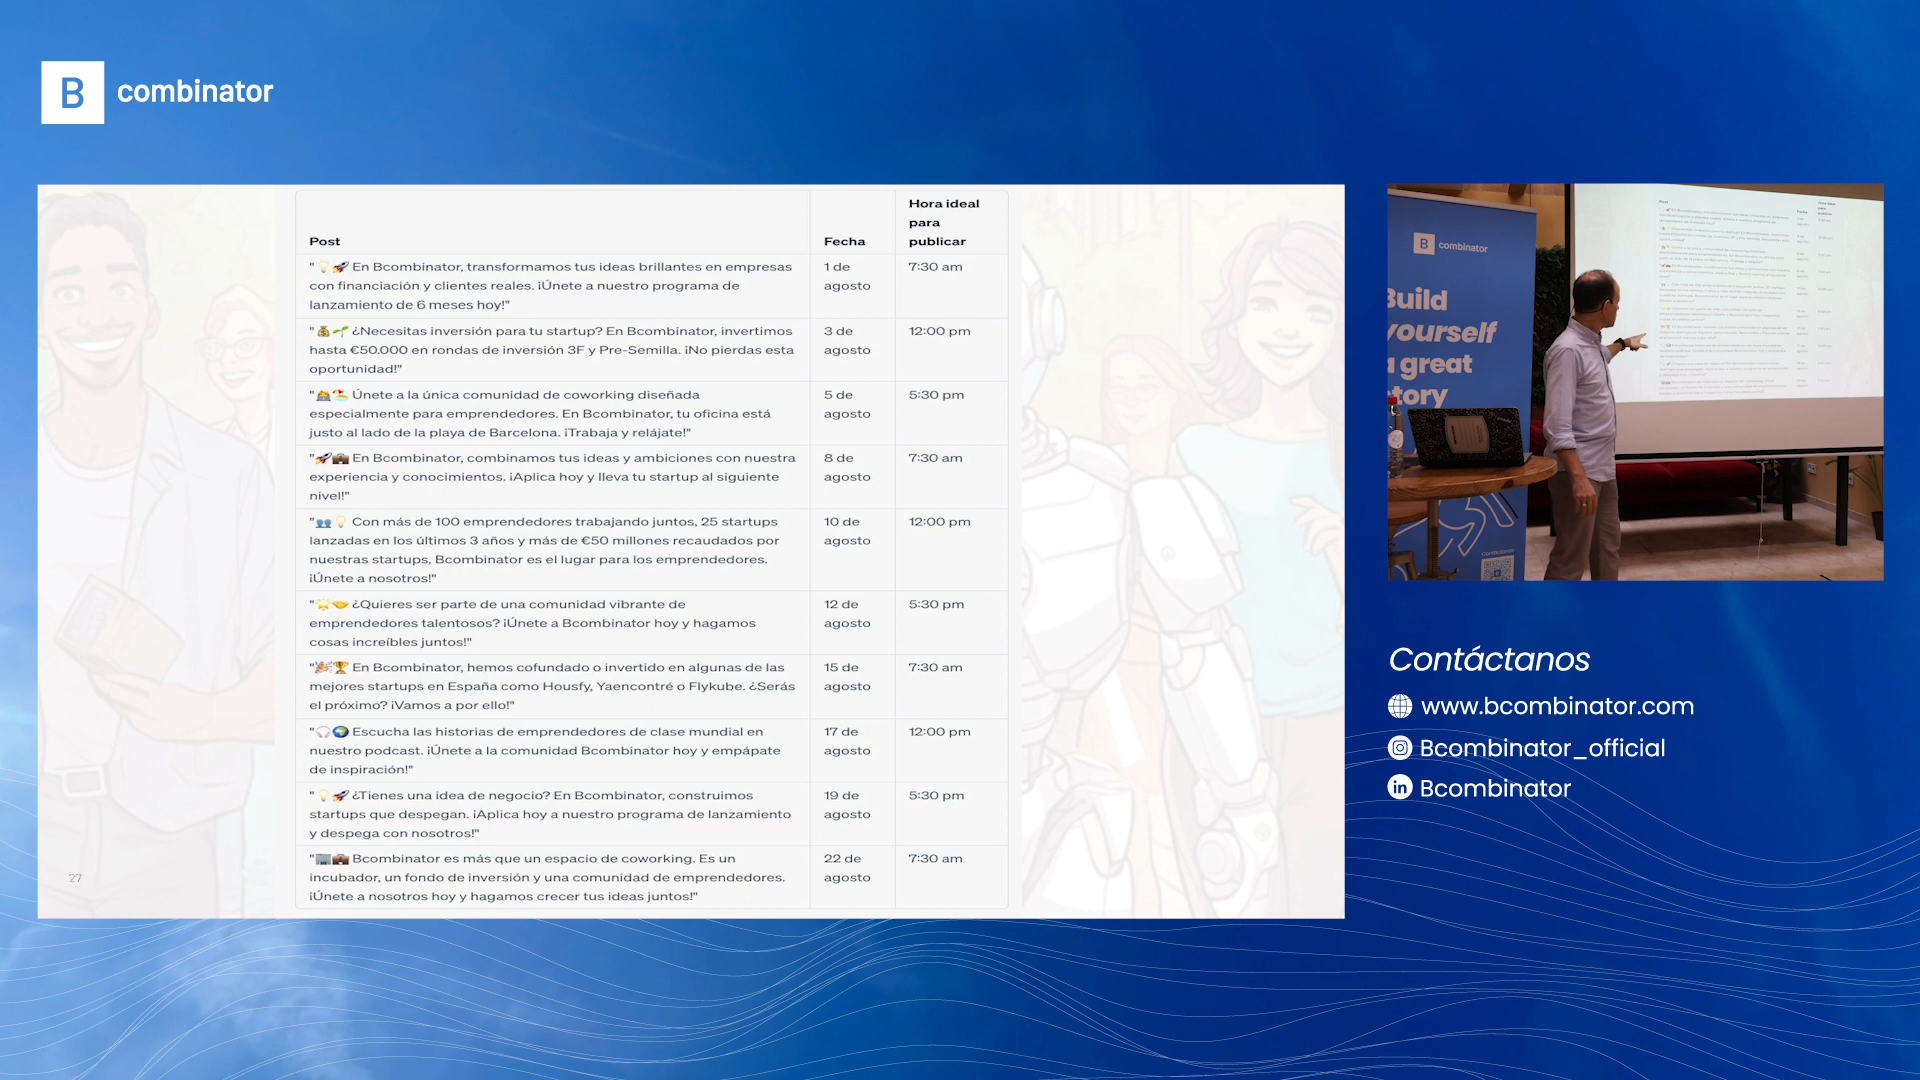 B combinator
Post
Fecha
Hora ideal
para
publicar
"💡🚀 En Bcombinator, transformamos tus ideas brillantes en empresas
con financiación y clientes reales. ¡Únete a nuestro programa de
lanzamiento de 6 meses hoy!"
1 de
agosto
7:30 am
"💰🌱 ¿Necesitas inversión para tu startup? En Bcombinator, invertimos
hasta €50.000 en rondas de inversión 3F y Pre-Semilla. ¡No pierdas esta
oportunidad!"
3 de
agosto
12:00 pm
"🏫🏖️ Únete a la única comunidad de coworking diseñada
especialmente para emprendedores. En Bcombinator, tu oficina está
justo al lado de la playa de Barcelona. ¡Trabaja y relájate!"
5 de
agosto
5:30 pm
"🚀💼 En Bcombinator, combinamos tus ideas y ambiciones con nuestra
experiencia y conocimientos. ¡Aplica hoy y lleva tu startup al siguiente
nivel!"
8 de
agosto
7:30 am
"👥💡 Con más de 100 emprendedores trabajando juntos, 25 startups
lanzadas en los últimos 3 años y más de €50 millones recaudados por
nuestras startups, Bcombinator es el lugar para los emprendedores.
¡Únete a nosotros!"
10 de
agosto
12:00 pm
"🌟🤝 ¿Quieres ser parte de una comunidad vibrante de
emprendedores talentosos? ¡Únete a Bcombinator hoy y hagamos
cosas increíbles juntos!"
12 de
agosto
5:30 pm
"🎉🏆 En Bcombinator, hemos cofundado o invertido en algunas de las
mejores startups en España como Housfy, Yaencontré o Flykube. ¿Serás
el próximo? ¡Vamos a por ello!"
15 de
agosto
7:30 am
"🎧🌍 Escucha las historias de emprendedores de clase mundial en
nuestro podcast. ¡Únete a la comunidad Bcombinator hoy y empápate
de inspiración!"
17 de
agosto
12:00 pm
"💡🚀 ¿Tienes una idea de negocio? En Bcombinator, construimos
startups que despegan. ¡Aplica hoy a nuestro programa de lanzamiento
y despega con nosotros!"
19 de
agosto
5:30 pm
"🏢💼 Bcombinator es más que un espacio de coworking. Es un
incubador, un fondo de inversión y una comunidad de emprendedores.
¡Únete a nosotros hoy y hagamos crecer tus ideas juntos!"
22 de
agosto
7:30 am
27
B combinator
Build
yourself
a great
story
Contáctanos
www.bcombinator.com
Bcombinator_official
Bcombinator